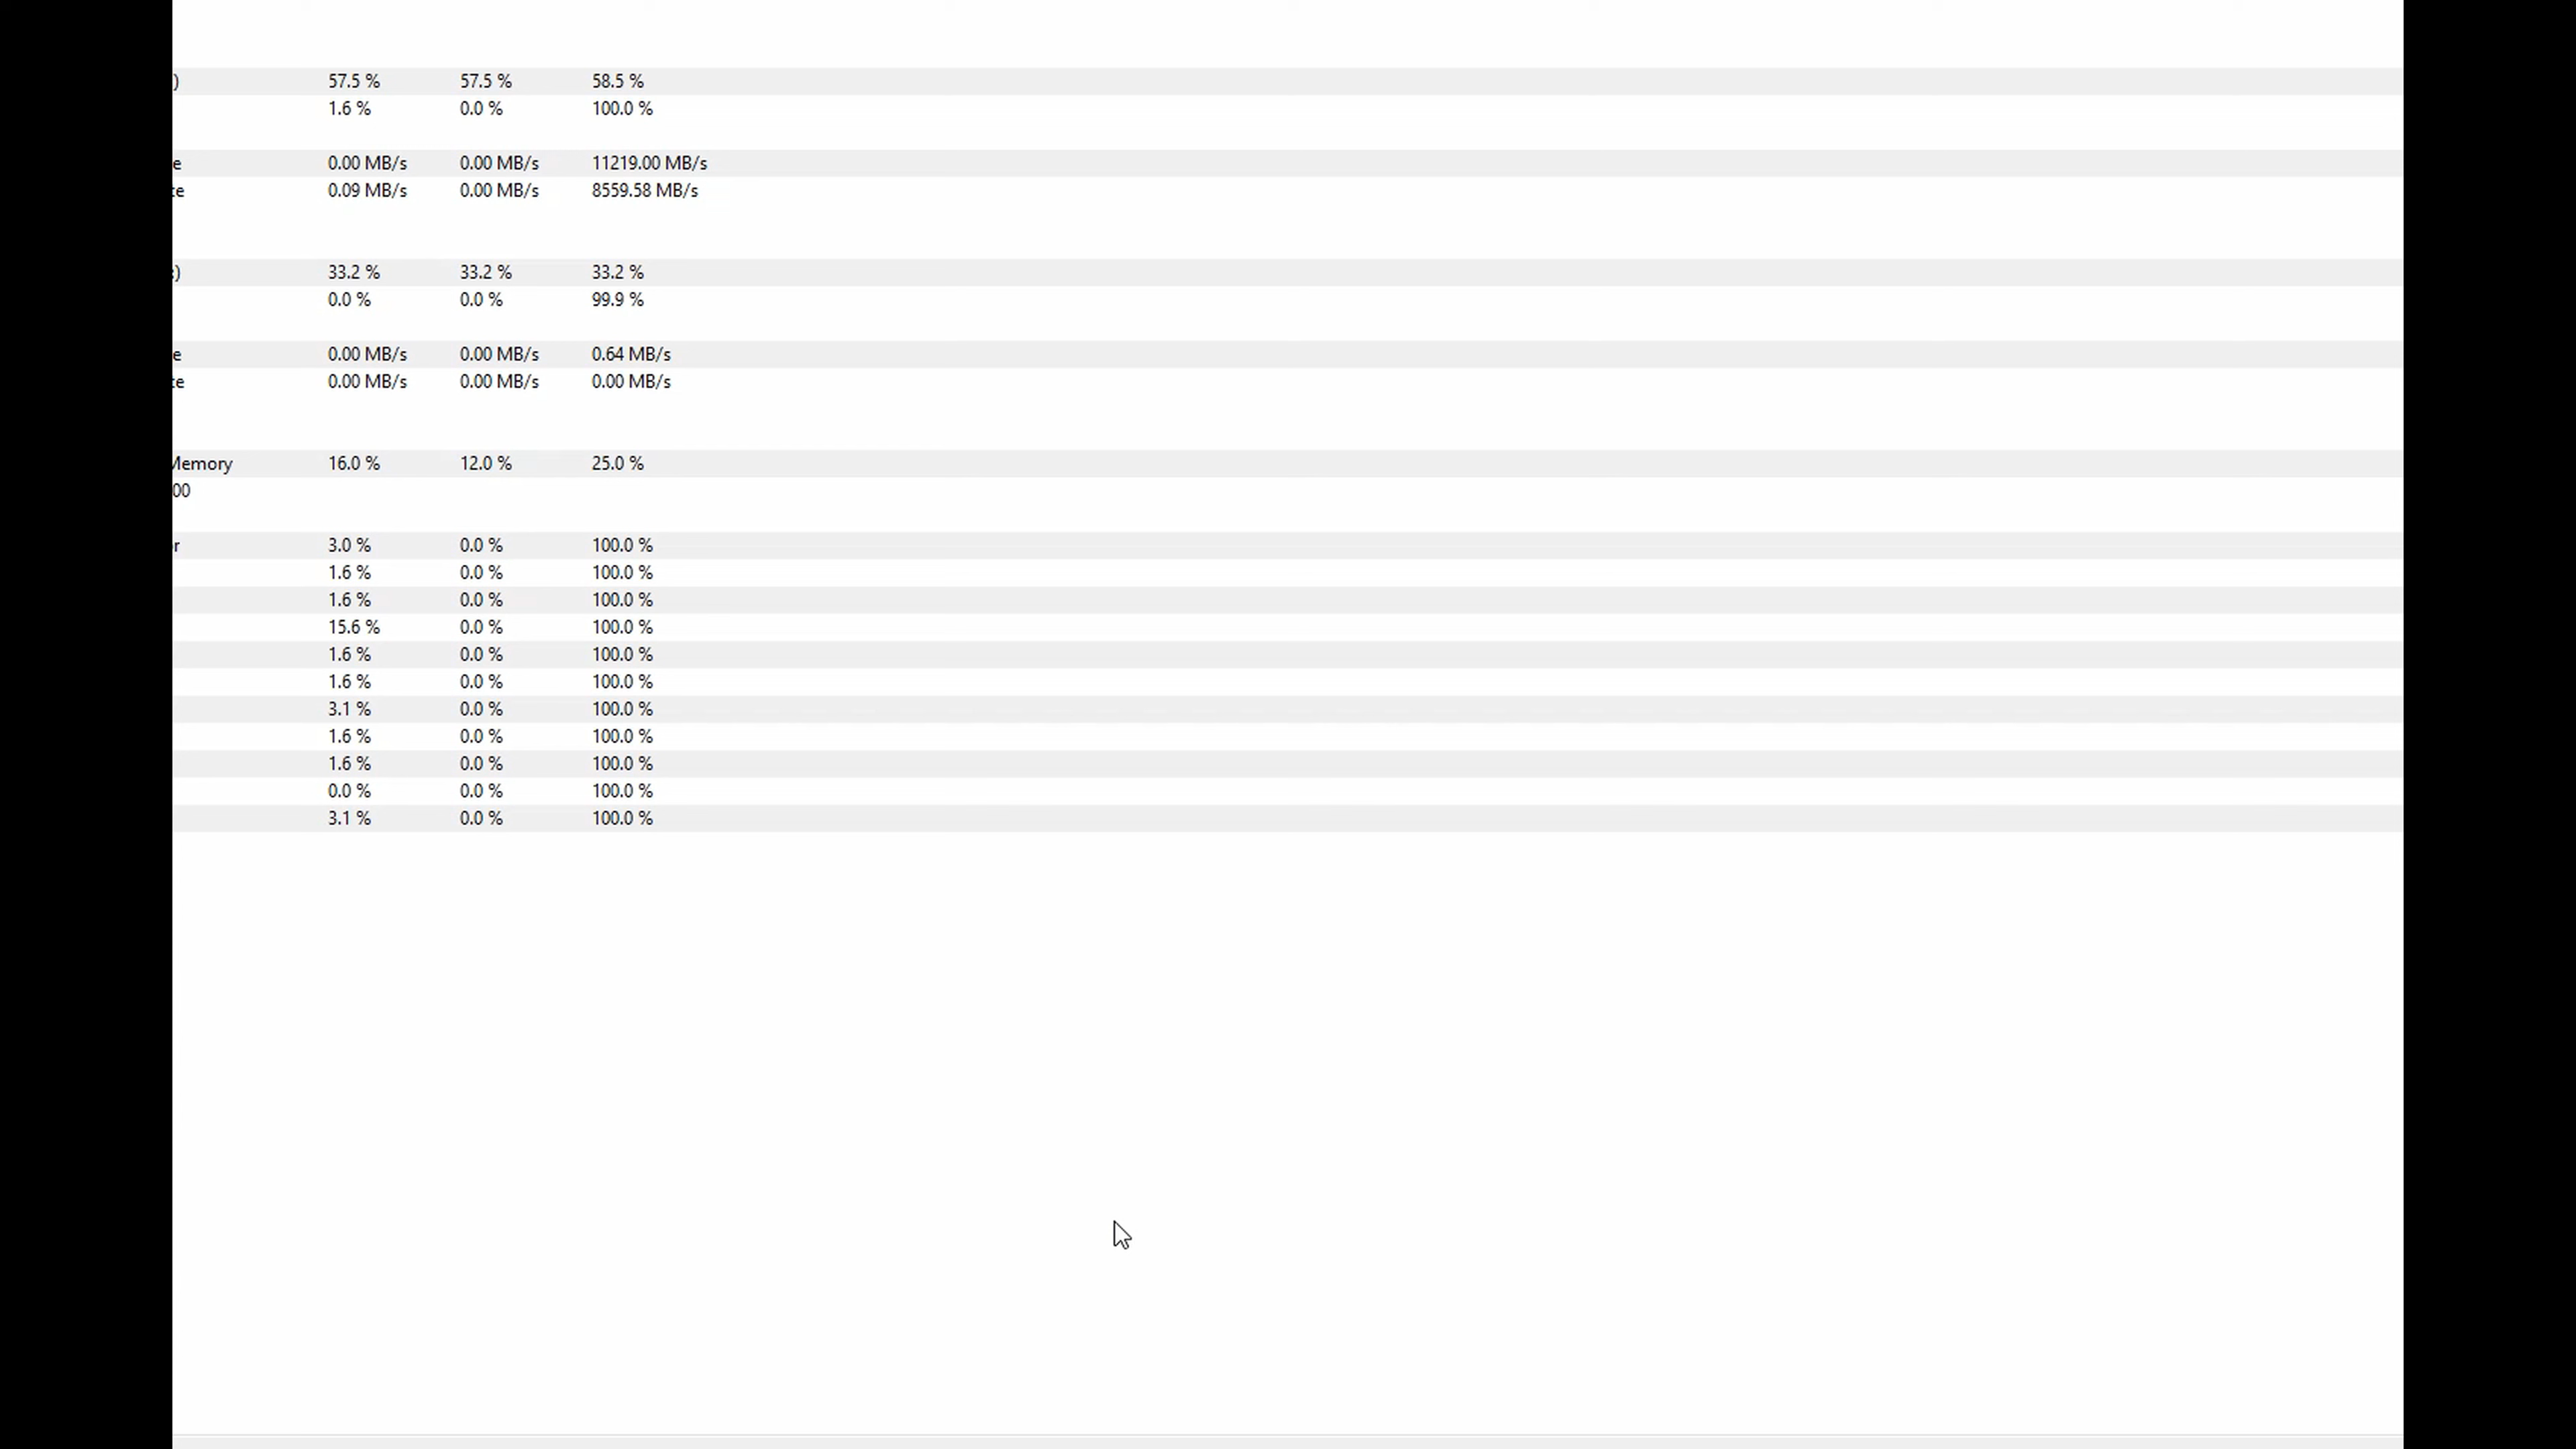 ) 57.5 % 57.5 % 58.5 %
1.6 % 0.0 % 100.0 %
e 0.00 MB/s 0.00 MB/s 11219.00 MB/s
te 0.09 MB/s 0.00 MB/s 8559.58 MB/s
:) 33.2 % 33.2 % 33.2 %
0.0 % 0.0 % 99.9 %
e 0.00 MB/s 0.00 MB/s 0.64 MB/s
te 0.00 MB/s 0.00 MB/s 0.00 MB/s
Memory 16.0 % 12.0 % 25.0 %
00
or 3.0 % 0.0 % 100.0 %
1.6 % 0.0 % 100.0 %
1.6 % 0.0 % 100.0 %
15.6 % 0.0 % 100.0 %
1.6 % 0.0 % 100.0 %
1.6 % 0.0 % 100.0 %
3.1 % 0.0 % 100.0 %
1.6 % 0.0 % 100.0 %
1.6 % 0.0 % 100.0 %
0.0 % 0.0 % 100.0 %
3.1 % 0.0 % 100.0 %